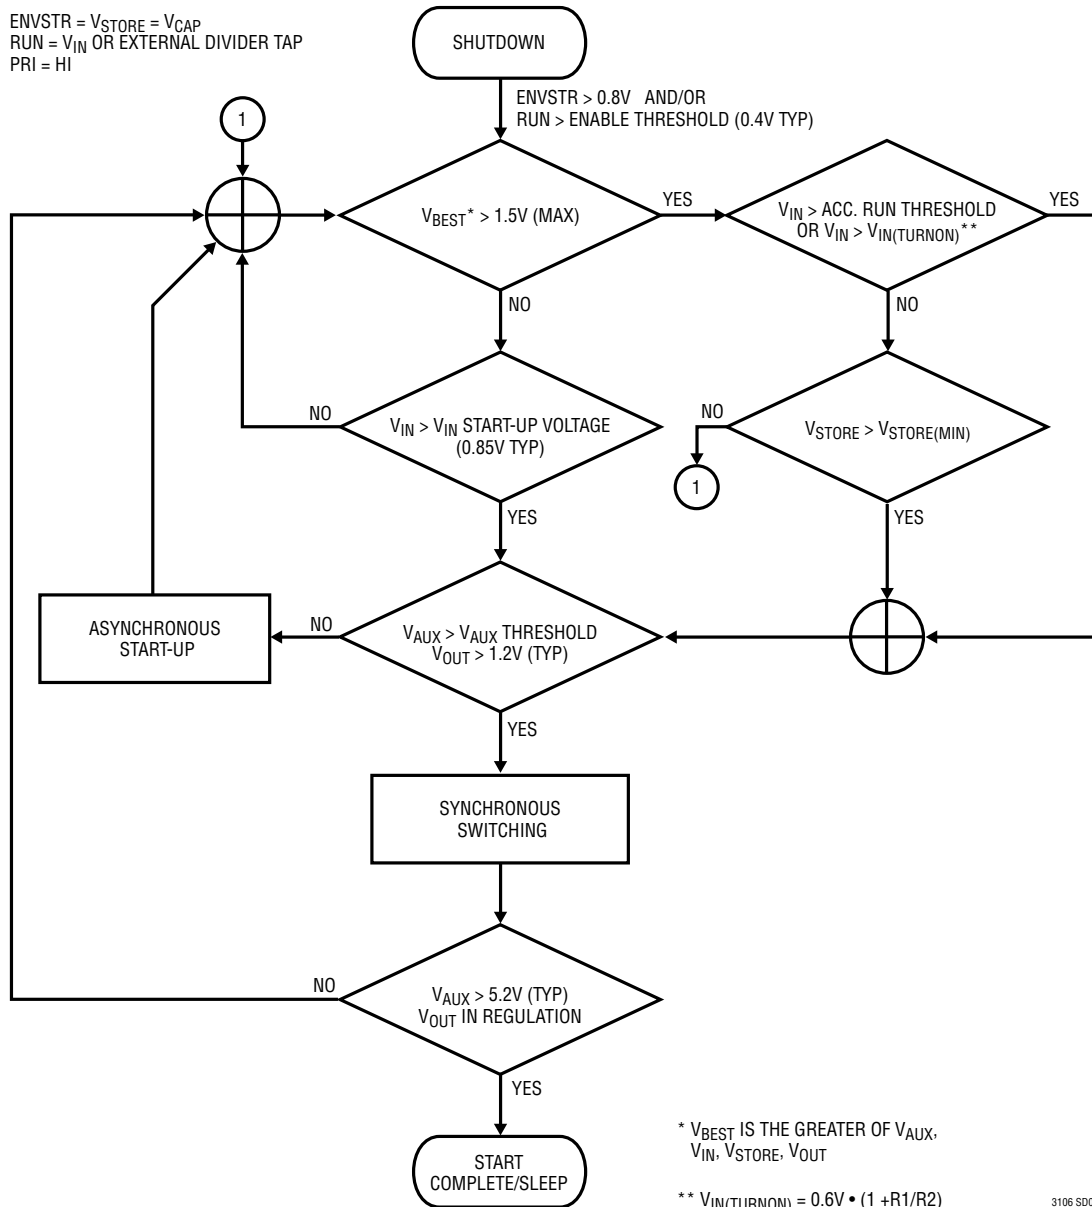 ENVSTR = VSTORE = VCAP
RUN = VIN OR EXTERNAL DIVIDER TAP
PRI = HI
SHUTDOWN
ENVSTR > 0.8V AND/OR
RUN > ENABLE THRESHOLD (0.4V TYP)
1
VBEST* > 1.5V (MAX)
YES
VIN > ACC. RUN THRESHOLD
OR VIN > VIN(TURNON)**
YES
NO
NO
NO
VIN > VIN START-UP VOLTAGE
(0.85V TYP)
NO
VSTORE > VSTORE(MIN)
1
YES
YES
ASYNCHRONOUS
START-UP
NO
VAUX > VAUX THRESHOLD
VOUT > 1.2V (TYP)
YES
SYNCHRONOUS
SWITCHING
NO
VAUX > 5.2V (TYP)
VOUT IN REGULATION
YES
START
COMPLETE/SLEEP
* VBEST IS THE GREATER OF VAUX,
VIN, VSTORE, VOUT
** VIN(TURNON) = 0.6V • (1 +R1/R2)
3106